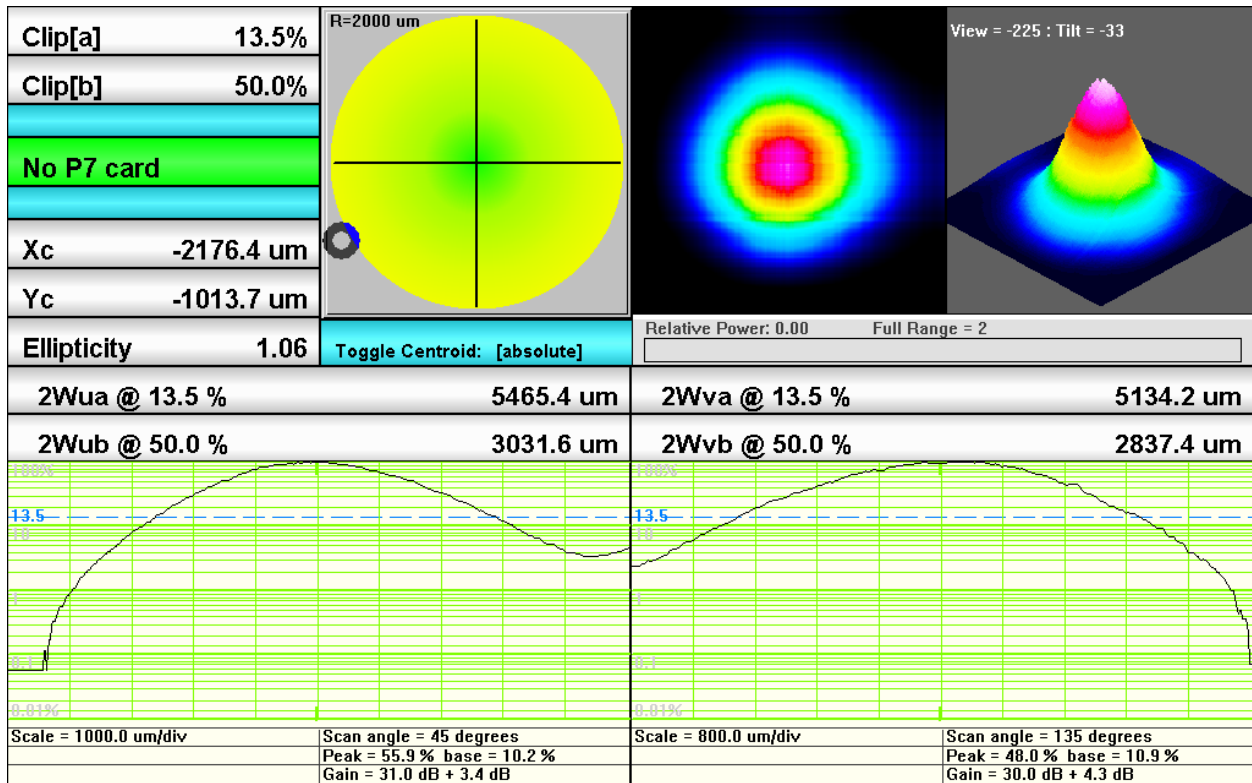 Clip[a] 13.5%
Clip[b] 50.0%
No P7 card
Xc -2176.4 um
Yc -1013.7 um
Ellipticity 1.06
R=2000 um
Toggle Centroid: [absolute]
View = -225 : Tilt = -33
Relative Power: 0.00 Full Range = 2
2Wua @ 13.5 % 5465.4 um
2Wva @ 13.5 % 5134.2 um
2Wub @ 50.0 % 3031.6 um
2Wvb @ 50.0 % 2837.4 um
100%
13.5
10
1
0.1
0.01%
100%
13.5
10
1
0.1
0.01%
Scale = 1000.0 um/div
Scan angle = 45 degrees
Peak = 55.9 % base = 10.2 %
Gain = 31.0 dB + 3.4 dB
Scale = 800.0 um/div
Scan angle = 135 degrees
Peak = 48.0 % base = 10.9 %
Gain = 30.0 dB + 4.3 dB